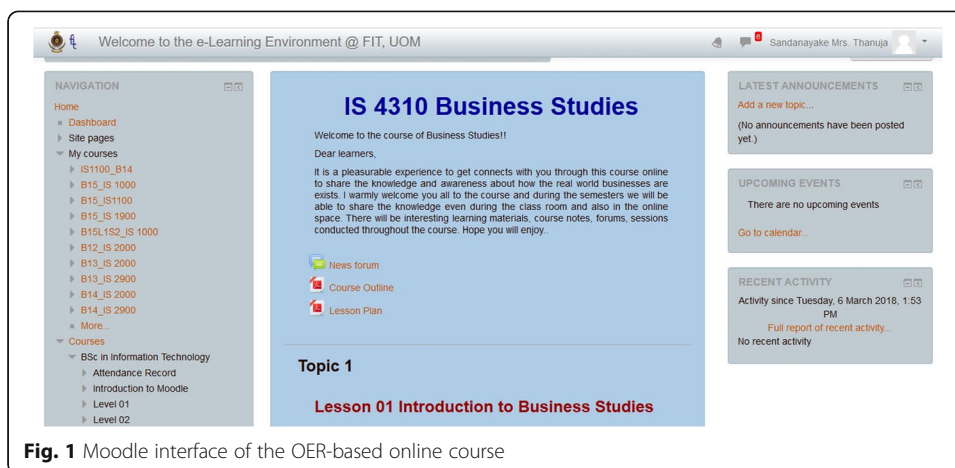 Welcome to the e-Learning Environment @ FIT, UOM
6
Sandanayake Mrs. Thanuja
NAVIGATION
Home
Dashboard
Site pages
My courses
IS1100_B14
B15_IS 1000
B15_IS1100
B15_IS 1900
B15L1S2_IS 1000
B12_IS 2000
B13_IS 2000
B13_IS 2900
B14_IS 2000
B14_IS 2900
More...
Courses
BSc in Information Technology
Attendance Record
Introduction to Moodle
Level 01
Level 02
IS 4310 Business Studies
Welcome to the course of Business Studies!!
Dear learners,
It is a pleasurable experience to get connects with you through this course online
to share the knowledge and awareness about how the real world businesses are
exists. I warmly welcome you all to the course and during the semesters we will be
able to share the knowledge even during the class room and also in the online
space. There will be interesting learning materials, course notes, forums, sessions
conducted throughout the course. Hope you will enjoy..
News forum
Course Outline
Lesson Plan
Topic 1
Lesson 01 Introduction to Business Studies
LATEST ANNOUNCEMENTS
Add a new topic...
(No announcements have been posted
yet.)
UPCOMING EVENTS
There are no upcoming events
Go to calendar...
RECENT ACTIVITY
Activity since Tuesday, 6 March 2018, 1:53
PM
Full report of recent activity...
No recent activity
Fig. 1 Moodle interface of the OER-based online course